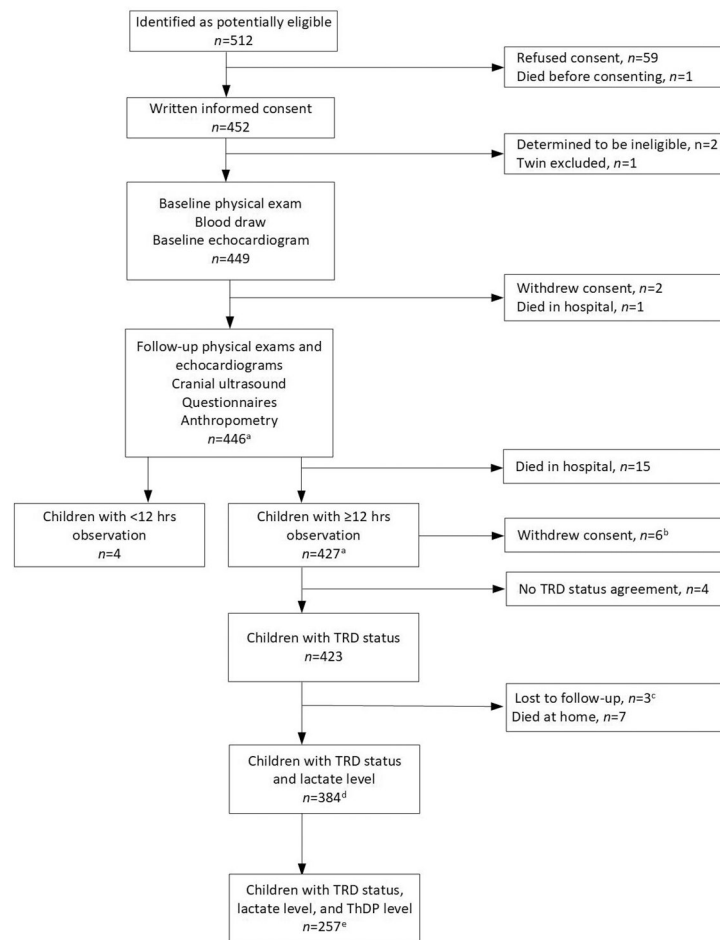 Identified as potentially eligible
n=512
Refused consent, n=59
Died before consenting, n=1
Written informed consent
n=452
Determined to be ineligible, n=2
Twin excluded, n=1
Baseline physical exam
Blood draw
Baseline echocardiogram
n=449
Withdrew consent, n=2
Died in hospital, n=1
Follow-up physical exams and
echocardiograms
Cranial ultrasound
Questionnaires
Anthropometry
n=446ᵃ
Died in hospital, n=15
Children with <12 hrs
observation
n=4
Children with ≥12 hrs
observation
n=427ᵃ
Withdrew consent, n=6ᵇ
No TRD status agreement, n=4
Children with TRD status
n=423
Lost to follow-up, n=3ᶜ
Died at home, n=7
Children with TRD status
and lactate level
n=384ᵈ
Children with TRD status,
lactate level, and ThDP level
n=257ᵉ